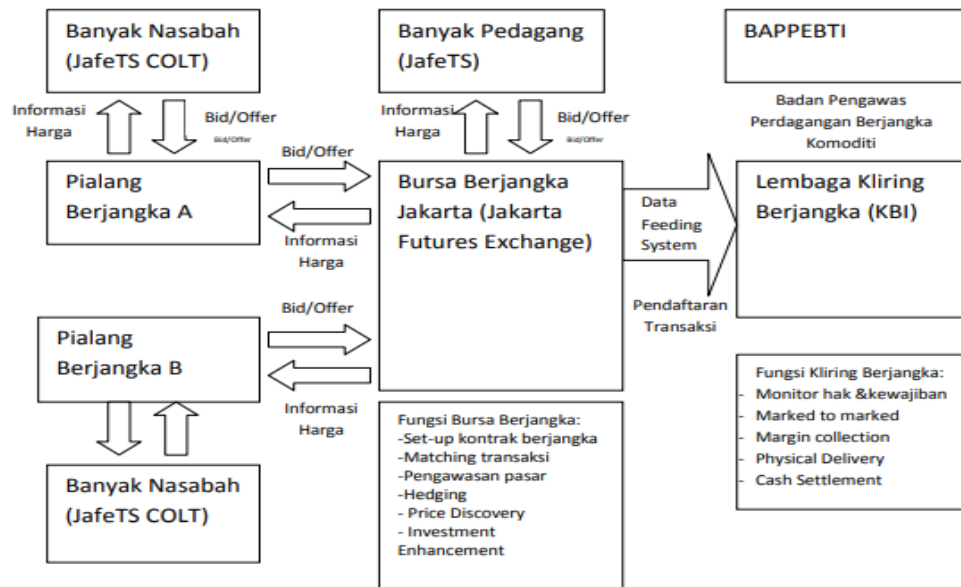 Banyak Nasabah
(JafeTS COLT)
Banyak Pedagang
(JafeTS)
BAPPEBTI
Informasi
Harga
Bid/Offer
Bid/Offer
Informasi
Harga
Bid/Offer
Bid/Offer
Badan Pengawas
Perdagangan Berjangka
Komoditi
Pialang
Berjangka A
Bid/Offer
Informasi
Harga
Bursa Berjangka
Jakarta (Jakarta
Futures Exchange)
Data
Feeding
System
Pendaftaran
Transaksi
Lembaga Kliring
Berjangka (KBI)
Pialang
Berjangka B
Bid/Offer
Informasi
Harga
Banyak Nasabah
(JafeTS COLT)
Fungsi Bursa Berjangka:
-Set-up kontrak berjangka
-Matching transaksi
-Pengawasan pasar
-Hedging
- Price Discovery
- Investment
Enhancement
Fungsi Kliring Berjangka:
- Monitor hak &kewajiban
- Marked to marked
- Margin collection
- Physical Delivery
- Cash Settlement